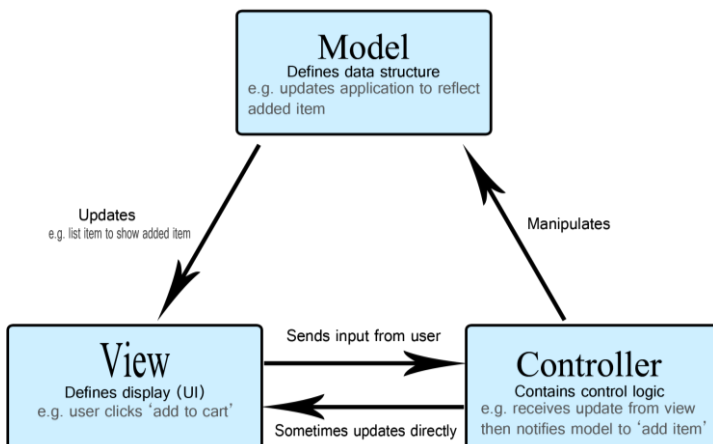 Model
Defines data structure
e.g. updates application to reflect
added item
Updates
e.g. list item to show added item
Manipulates
View
Defines display (UI)
e.g. user clicks ‘add to cart’
Sends input from user
Sometimes updates directly
Controller
Contains control logic
e.g. receives update from view
then notifies model to ‘add item’